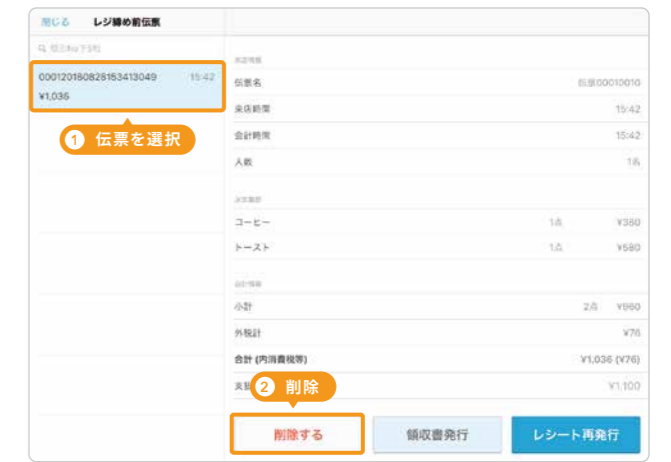 閉じる レジ締め前伝票
000120180828153413049 15:42
¥1,036
1 伝票を選択
伝票名 伝票00010010
来店時間 15:42
会計時間 15:42
人数 1名
コーヒー 1点 ¥380
トースト 1点 ¥580
小計 2点 ¥960
外税計 ¥76
合計 (内消費税等) ¥1,036 (¥76)
¥1,100
2 削除
削除する 領収書発行 レシート再発行